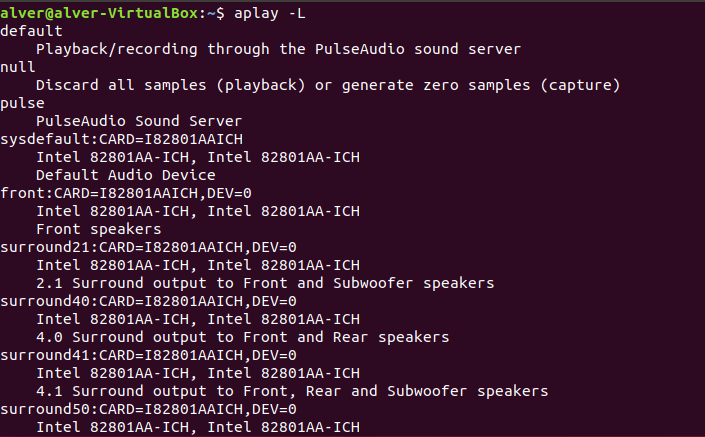 alver@alver-VirtualBox:~$ aplay -L
default
    Playback/recording through the PulseAudio sound server
null
    Discard all samples (playback) or generate zero samples (capture)
pulse
    PulseAudio Sound Server
sysdefault:CARD=I82801AAICH
    Intel 82801AA-ICH, Intel 82801AA-ICH
    Default Audio Device
front:CARD=I82801AAICH,DEV=0
    Intel 82801AA-ICH, Intel 82801AA-ICH
    Front speakers
surround21:CARD=I82801AAICH,DEV=0
    Intel 82801AA-ICH, Intel 82801AA-ICH
    2.1 Surround output to Front and Subwoofer speakers
surround40:CARD=I82801AAICH,DEV=0
    Intel 82801AA-ICH, Intel 82801AA-ICH
    4.0 Surround output to Front and Rear speakers
surround41:CARD=I82801AAICH,DEV=0
    Intel 82801AA-ICH, Intel 82801AA-ICH
    4.1 Surround output to Front, Rear and Subwoofer speakers
surround50:CARD=I82801AAICH,DEV=0
    Intel 82801AA-ICH, Intel 82801AA-ICH